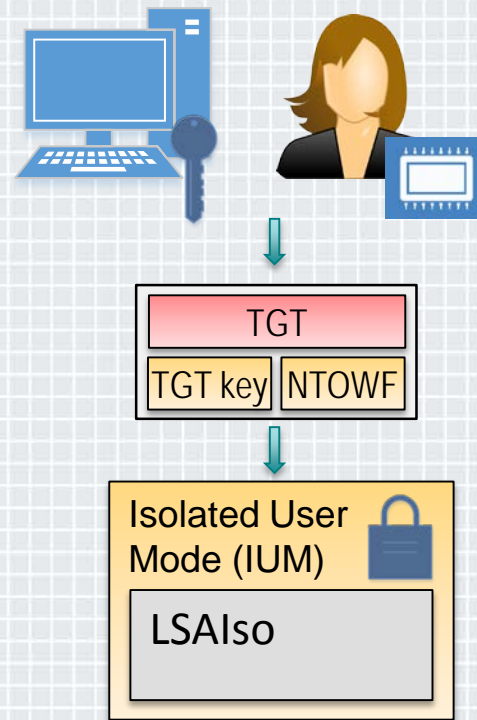 TGT
TGT key NTOWF
Isolated User
Mode (IUM)
LSAIso